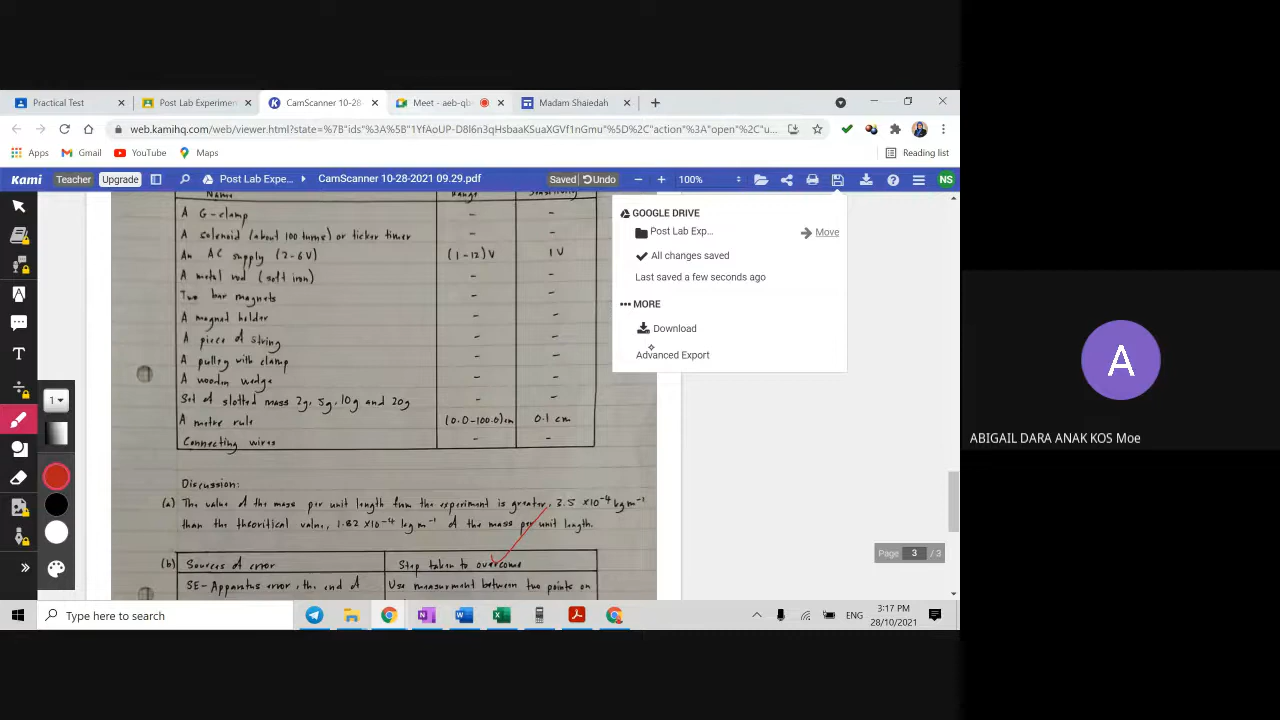 Practical Test
Post Lab Experimen
CamScanner 10-28-
Meet - aeb-qb
Madam Shaiedah
web.kamihq.com/web/viewer.html?state=%7B"ids"%3A%5B"1YfAoUP-D8I6n3qHsbaaKSuaXGVf1nGmu"%5D%2C"action"%3A"open"%2C"u...
Apps
Gmail
YouTube
Maps
Reading list
Kami
Teacher
Upgrade
Post Lab Expe...
CamScanner 10-28-2021 09.29.pdf
Saved
Undo
100%
NS
Name Range
A G-clamp - -
A solenoid (about 100 turns) or ticker timer - -
An AC supply (2-6V) (1-12)V 1V
A metal rod (soft iron) - -
Two bar magnets - -
A magnet holder - -
A piece of string - -
A pulley with clamp - -
A wooden wedge - -
Set of slotted mass 2g, 5g, 10g and 20g - -
A metre rule (0.0-100.0)cm 0.1 cm
Connecting wires - -
Discussion:
(a) The value of the mass per unit length from the experiment is greater, 3.5 ×10⁻⁴ kg m⁻¹
than the theoritical value, 1.82 ×10⁻⁴ kg m⁻¹ of the mass per unit length.
(b) Sources of error Step taken to overcome
SE-Apparatus error, the end of Use measurment between two points on
GOOGLE DRIVE
Post Lab Exp...
Move
All changes saved
Last saved a few seconds ago
MORE
Download
Advanced Export
1
Page 3 / 3
A
ABIGAIL DARA ANAK KOS Moe
Type here to search
ENG
3:17 PM
28/10/2021